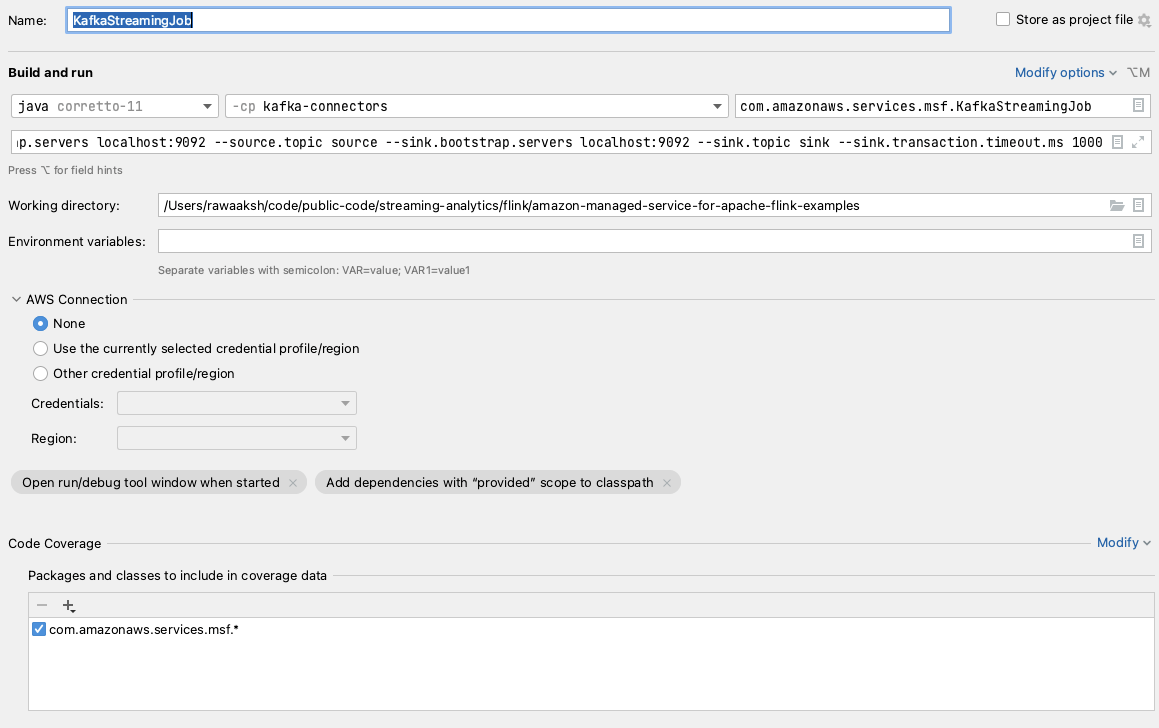 Name: KafkaStreamingJob Store as project file
Build and run Modify options ⌥M
java corretto-11 -cp kafka-connectors com.amazonaws.services.msf.KafkaStreamingJob
p.servers localhost:9092 --source.topic source --sink.bootstrap.servers localhost:9092 --sink.topic sink --sink.transaction.timeout.ms 1000
Press ⌥ for field hints
Working directory: /Users/rawaaksh/code/public-code/streaming-analytics/flink/amazon-managed-service-for-apache-flink-examples
Environment variables:
Separate variables with semicolon: VAR=value; VAR1=value1
AWS Connection
None
Use the currently selected credential profile/region
Other credential profile/region
Credentials:
Region:
Open run/debug tool window when started Add dependencies with “provided” scope to classpath
Code Coverage Modify
Packages and classes to include in coverage data
com.amazonaws.services.msf.*